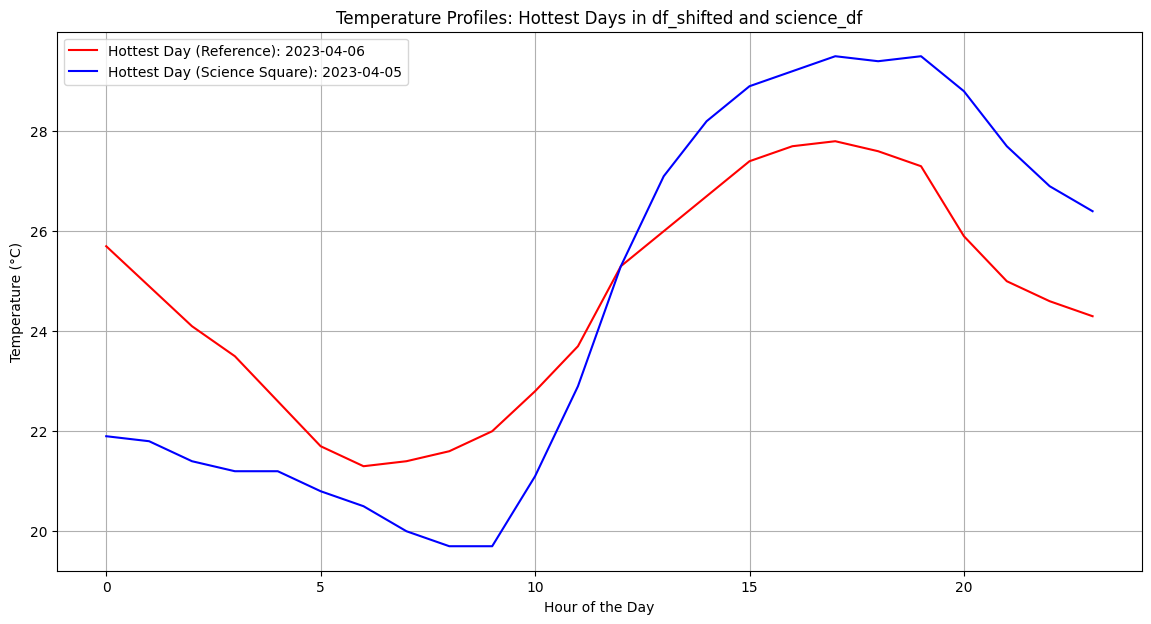 Temperature Profiles: Hottest Days in df_shifted and science_df
Hottest Day (Reference): 2023-04-06
Hottest Day (Science Square): 2023-04-05
Temperature (°C)
28
26
24
22
20
0
5
10
15
20
Hour of the Day